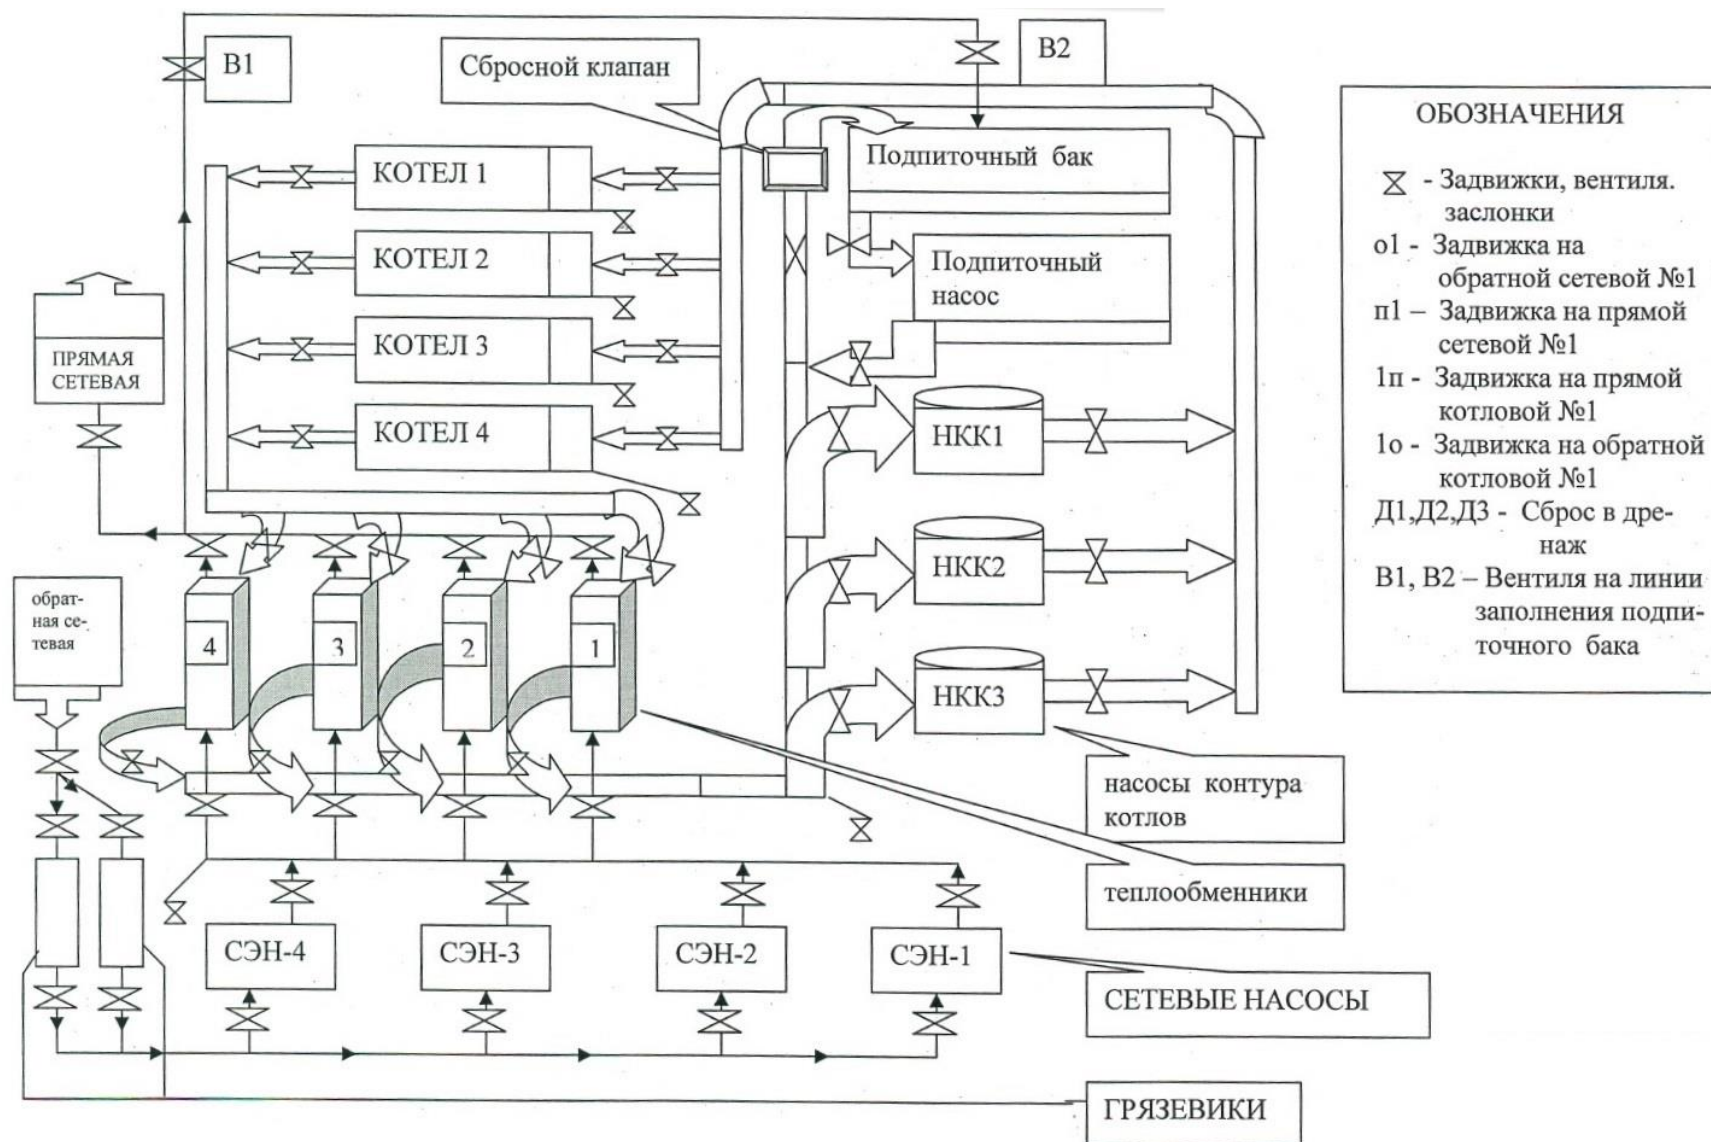 В1
Сбросной клапан
В2
КОТЕЛ 1
КОТЕЛ 2
КОТЕЛ 3
КОТЕЛ 4
Подпиточный бак
Подпиточный
насос
ПРЯМАЯ
СЕТЕВАЯ
обрат-
ная се-
тевая
4
3
2
1
НКК1
НКК2
НКК3
насосы контура
котлов
теплообменники
СЭН-4
СЭН-3
СЭН-2
СЭН-1
СЕТЕВЫЕ НАСОСЫ
ГРЯЗЕВИКИ
ОБОЗНАЧЕНИЯ
- Задвижки, вентиля.
заслонки
о1 - Задвижка на
обратной сетевой №1
п1 – Задвижка на прямой
сетевой №1
1п - Задвижка на прямой
котловой №1
1о - Задвижка на обратной
котловой №1
Д1,Д2,Д3 - Сброс в дре-
наж
В1, В2 – Вентиля на линии
заполнения подпи-
точного бака